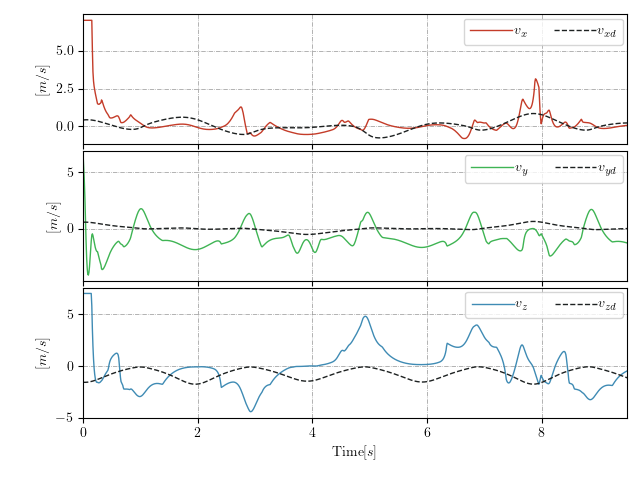 v_x v_xd
5.0
2.5
0.0
[m/s]
v_y v_yd
5
0
[m/s]
v_z v_zd
5
0
−5
[m/s]
0 2 4 6 8
Time[s]